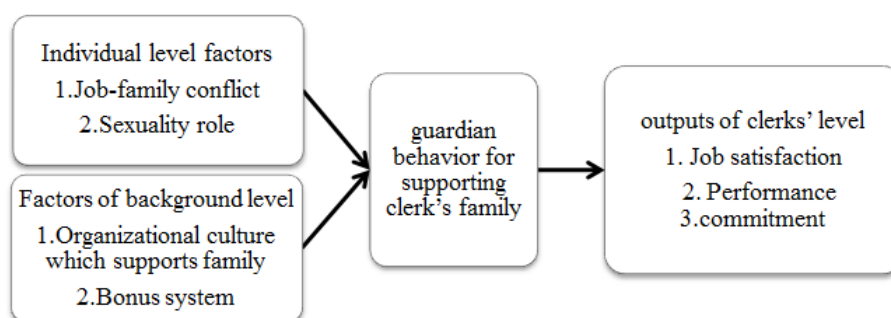 Individual level factors
1.Job-family conflict
2.Sexuality role
Factors of background level
1.Organizational culture
which supports family
2.Bonus system
guardian
behavior for
supporting
clerk's family
outputs of clerks' level
1. Job satisfaction
2. Performance
3.commitment